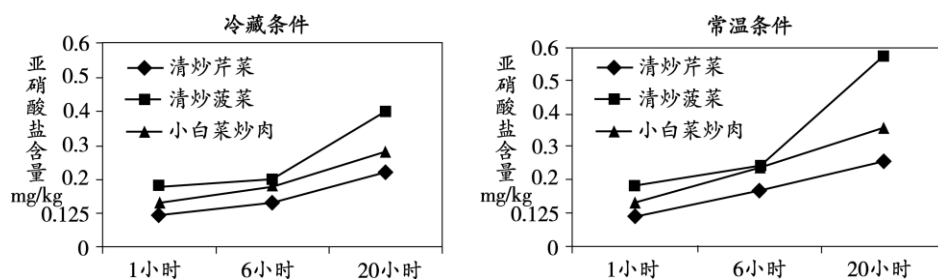 冷藏条件
亚硝酸盐含量
mg/kg
0.6
0.5
0.4
0.3
0.2
0.125
0
清炒芹菜
清炒菠菜
小白菜炒肉
1小时
6小时
20小时
常温条件
亚硝酸盐含量
mg/kg
0.6
0.5
0.4
0.3
0.2
0.125
0
清炒芹菜
清炒菠菜
小白菜炒肉
1小时
6小时
20小时